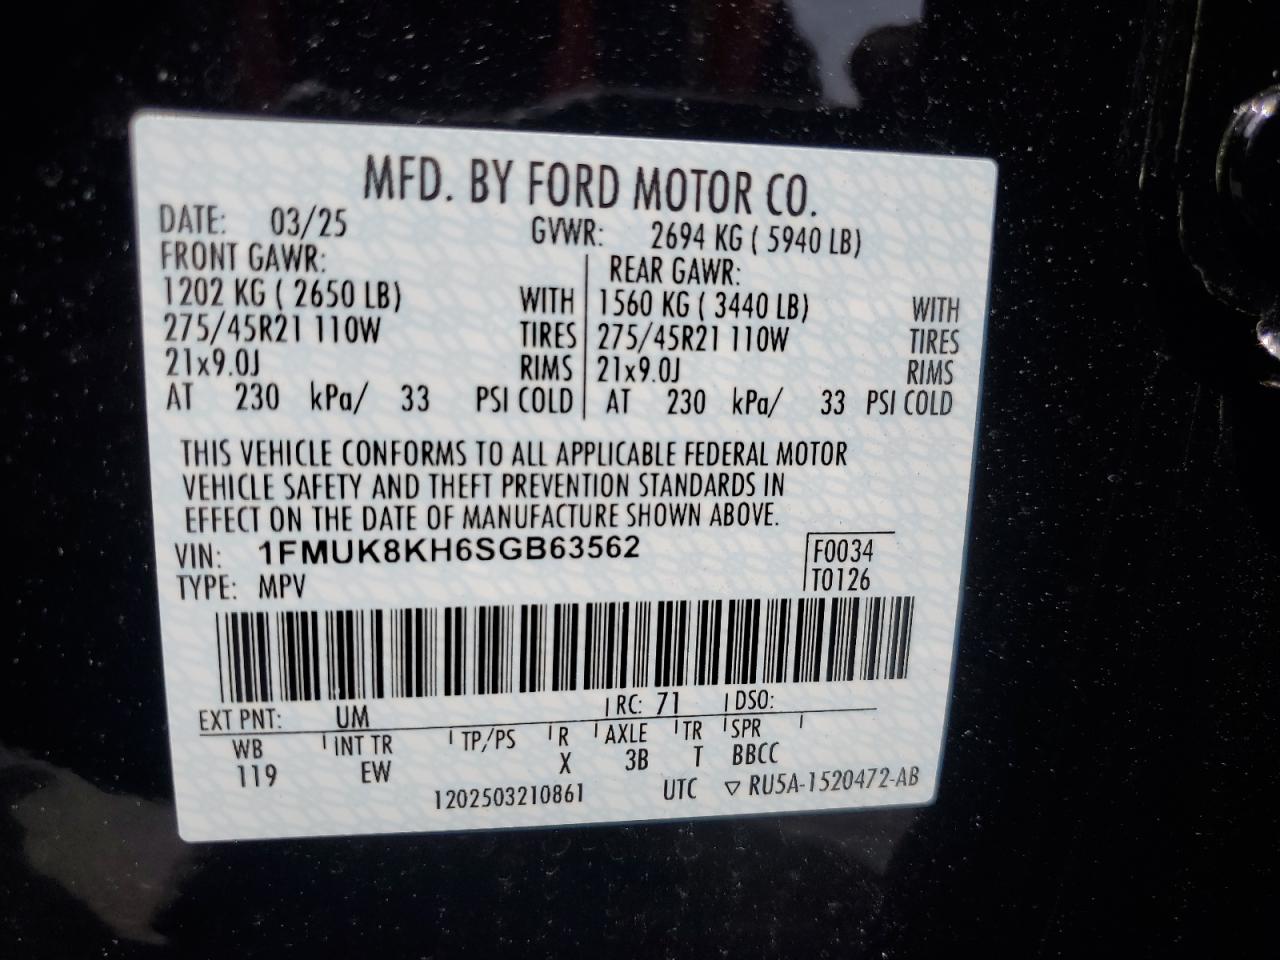 MFD. BY FORD MOTOR CO.
DATE: 03/25 GVWR: 2694 KG ( 5940 LB)
FRONT GAWR: REAR GAWR:
1202 KG ( 2650 LB) WITH 1560 KG ( 3440 LB) WITH
275/45R21 110W TIRES 275/45R21 110W TIRES
21x9.0J RIMS 21x9.0J RIMS
AT 230 kPa/ 33 PSI COLD AT 230 kPa/ 33 PSI COLD
THIS VEHICLE CONFORMS TO ALL APPLICABLE FEDERAL MOTOR
VEHICLE SAFETY AND THEFT PREVENTION STANDARDS IN
EFFECT ON THE DATE OF MANUFACTURE SHOWN ABOVE.
VIN: 1FMUK8KH6SGB63562 F0034
TYPE: MPV T0126
EXT PNT: UM RC: 71 DSO:
WB INT TR TP/PS R AXLE TR SPR
119 EW X 3B T BBCC
1202503210861 UTC ▽ RU5A-1520472-AB